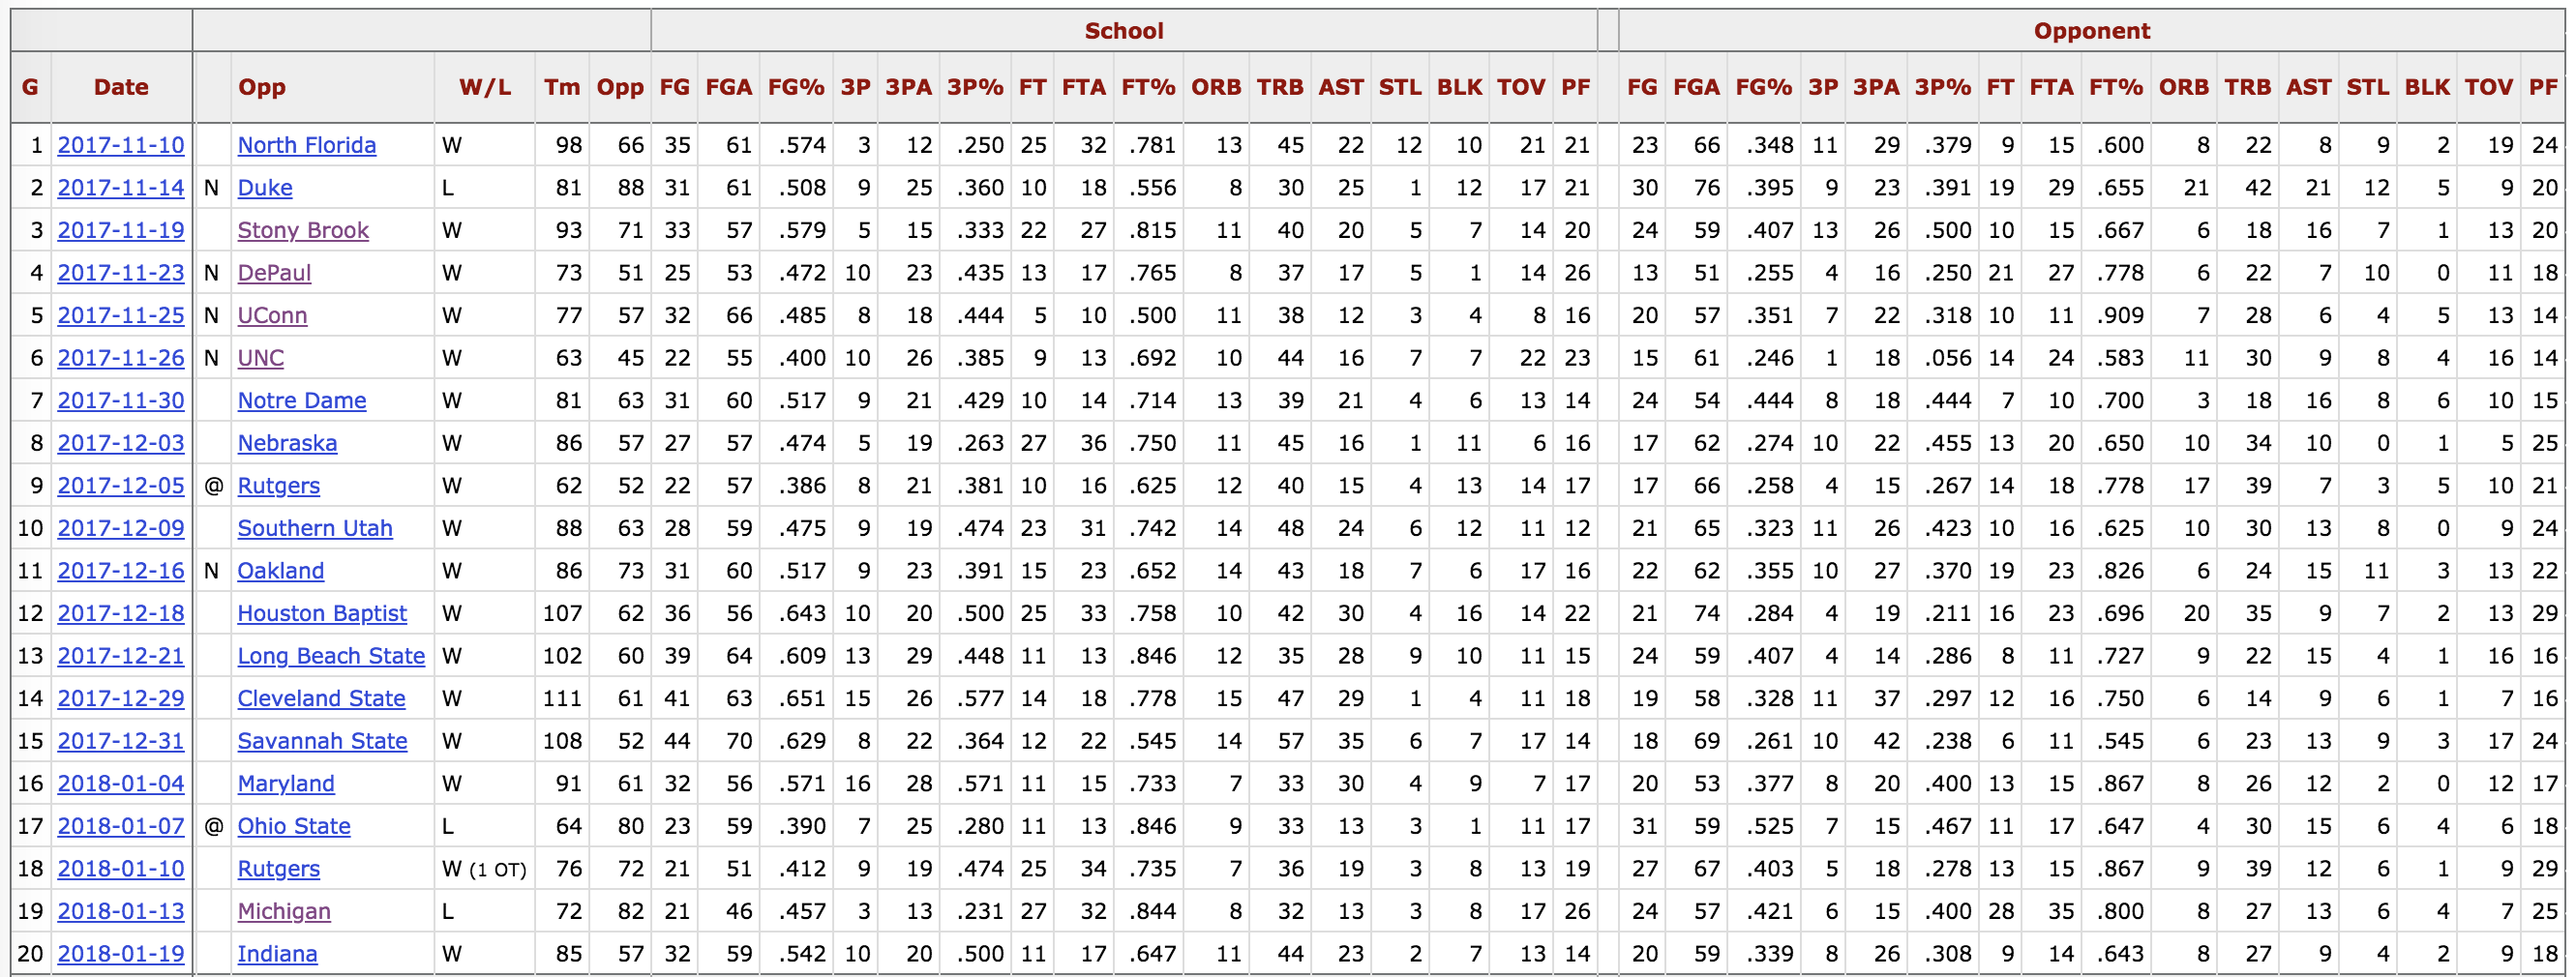 School Opponent
G Date Opp W/L Tm Opp FG FGA FG% 3P 3PA 3P% FT FTA FT% ORB TRB AST STL BLK TOV PF FG FGA FG% 3P 3PA 3P% FT FTA FT% ORB TRB AST STL BLK TOV PF
1 2017-11-10 North Florida W 98 66 35 61 .574 3 12 .250 25 32 .781 13 45 22 12 10 21 21 23 66 .348 11 29 .379 9 15 .600 8 22 8 9 2 19 24
2 2017-11-14 N Duke L 81 88 31 61 .508 9 25 .360 10 18 .556 8 30 25 1 12 17 21 30 76 .395 9 23 .391 19 29 .655 21 42 21 12 5 9 20
3 2017-11-19 Stony Brook W 93 71 33 57 .579 5 15 .333 22 27 .815 11 40 20 5 7 14 20 24 59 .407 13 26 .500 10 15 .667 6 18 16 7 1 13 20
4 2017-11-23 N DePaul W 73 51 25 53 .472 10 23 .435 13 17 .765 8 37 17 5 1 14 26 13 51 .255 4 16 .250 21 27 .778 6 22 7 10 0 11 18
5 2017-11-25 N UConn W 77 57 32 66 .485 8 18 .444 5 10 .500 11 38 12 3 4 8 16 20 57 .351 7 22 .318 10 11 .909 7 28 6 4 5 13 14
6 2017-11-26 N UNC W 63 45 22 55 .400 10 26 .385 9 13 .692 10 44 16 7 7 22 23 15 61 .246 1 18 .056 14 24 .583 11 30 9 8 4 16 14
7 2017-11-30 Notre Dame W 81 63 31 60 .517 9 21 .429 10 14 .714 13 39 21 4 6 13 14 24 54 .444 8 18 .444 7 10 .700 3 18 16 8 6 10 15
8 2017-12-03 Nebraska W 86 57 27 57 .474 5 19 .263 27 36 .750 11 45 16 1 11 6 16 17 62 .274 10 22 .455 13 20 .650 10 34 10 0 1 5 25
9 2017-12-05 @ Rutgers W 62 52 22 57 .386 8 21 .381 10 16 .625 12 40 15 4 13 14 17 17 66 .258 4 15 .267 14 18 .778 17 39 7 3 5 10 21
10 2017-12-09 Southern Utah W 88 63 28 59 .475 9 19 .474 23 31 .742 14 48 24 6 12 11 12 21 65 .323 11 26 .423 10 16 .625 10 30 13 8 0 9 24
11 2017-12-16 N Oakland W 86 73 31 60 .517 9 23 .391 15 23 .652 14 43 18 7 6 17 16 22 62 .355 10 27 .370 19 23 .826 6 24 15 11 3 13 22
12 2017-12-18 Houston Baptist W 107 62 36 56 .643 10 20 .500 25 33 .758 10 42 30 4 16 14 22 21 74 .284 4 19 .211 16 23 .696 20 35 9 7 2 13 29
13 2017-12-21 Long Beach State W 102 60 39 64 .609 13 29 .448 11 13 .846 12 35 28 9 10 11 15 24 59 .407 4 14 .286 8 11 .727 9 22 15 4 1 16 16
14 2017-12-29 Cleveland State W 111 61 41 63 .651 15 26 .577 14 18 .778 15 47 29 1 4 11 18 19 58 .328 11 37 .297 12 16 .750 6 14 9 6 1 7 16
15 2017-12-31 Savannah State W 108 52 44 70 .629 8 22 .364 12 22 .545 14 57 35 6 7 17 14 18 69 .261 10 42 .238 6 11 .545 6 23 13 9 3 17 24
16 2018-01-04 Maryland W 91 61 32 56 .571 16 28 .571 11 15 .733 7 33 30 4 9 7 17 20 53 .377 8 20 .400 13 15 .867 8 26 12 2 0 12 17
17 2018-01-07 @ Ohio State L 64 80 23 59 .390 7 25 .280 11 13 .846 9 33 13 3 1 11 17 31 59 .525 7 15 .467 11 17 .647 4 30 15 6 4 6 18
18 2018-01-10 Rutgers W (1 OT) 76 72 21 51 .412 9 19 .474 25 34 .735 7 36 19 3 8 13 19 27 67 .403 5 18 .278 13 15 .867 9 39 12 6 1 9 29
19 2018-01-13 Michigan L 72 82 21 46 .457 3 13 .231 27 32 .844 8 32 13 3 8 17 26 24 57 .421 6 15 .400 28 35 .800 8 27 13 6 4 7 25
20 2018-01-19 Indiana W 85 57 32 59 .542 10 20 .500 11 17 .647 11 44 23 2 7 13 14 20 59 .339 8 26 .308 9 14 .643 8 27 9 4 2 9 18